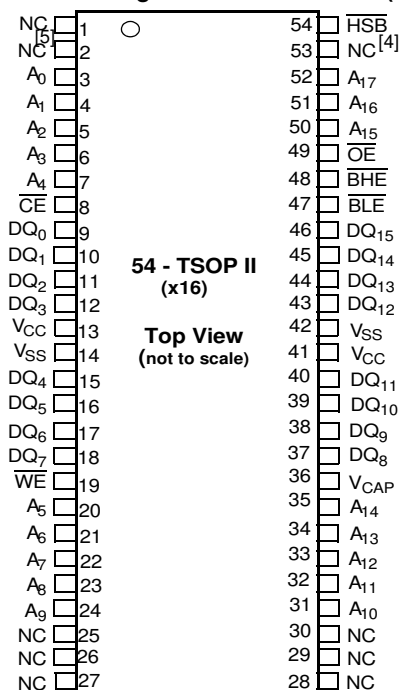 NC 1 54 HSB
[5] NC 2 53 NC [4]
A0 3 52 A17
A1 4 51 A16
A2 5 50 A15
A3 6 49 OE
A4 7 48 BHE
CE 8 47 BLE
DQ0 9 46 DQ15
DQ1 10 45 DQ14
DQ2 11 44 DQ13
DQ3 12 43 DQ12
VCC 13 42 VSS
VSS 14 41 VCC
DQ4 15 40 DQ11
DQ5 16 39 DQ10
DQ6 17 38 DQ9
DQ7 18 37 DQ8
WE 19 36 VCAP
A5 20 35 A14
A6 21 34 A13
A7 22 33 A12
A8 23 32 A11
A9 24 31 A10
NC 25 30 NC
NC 26 29 NC
NC 27 28 NC
54 - TSOP II
(x16)
Top View
(not to scale)